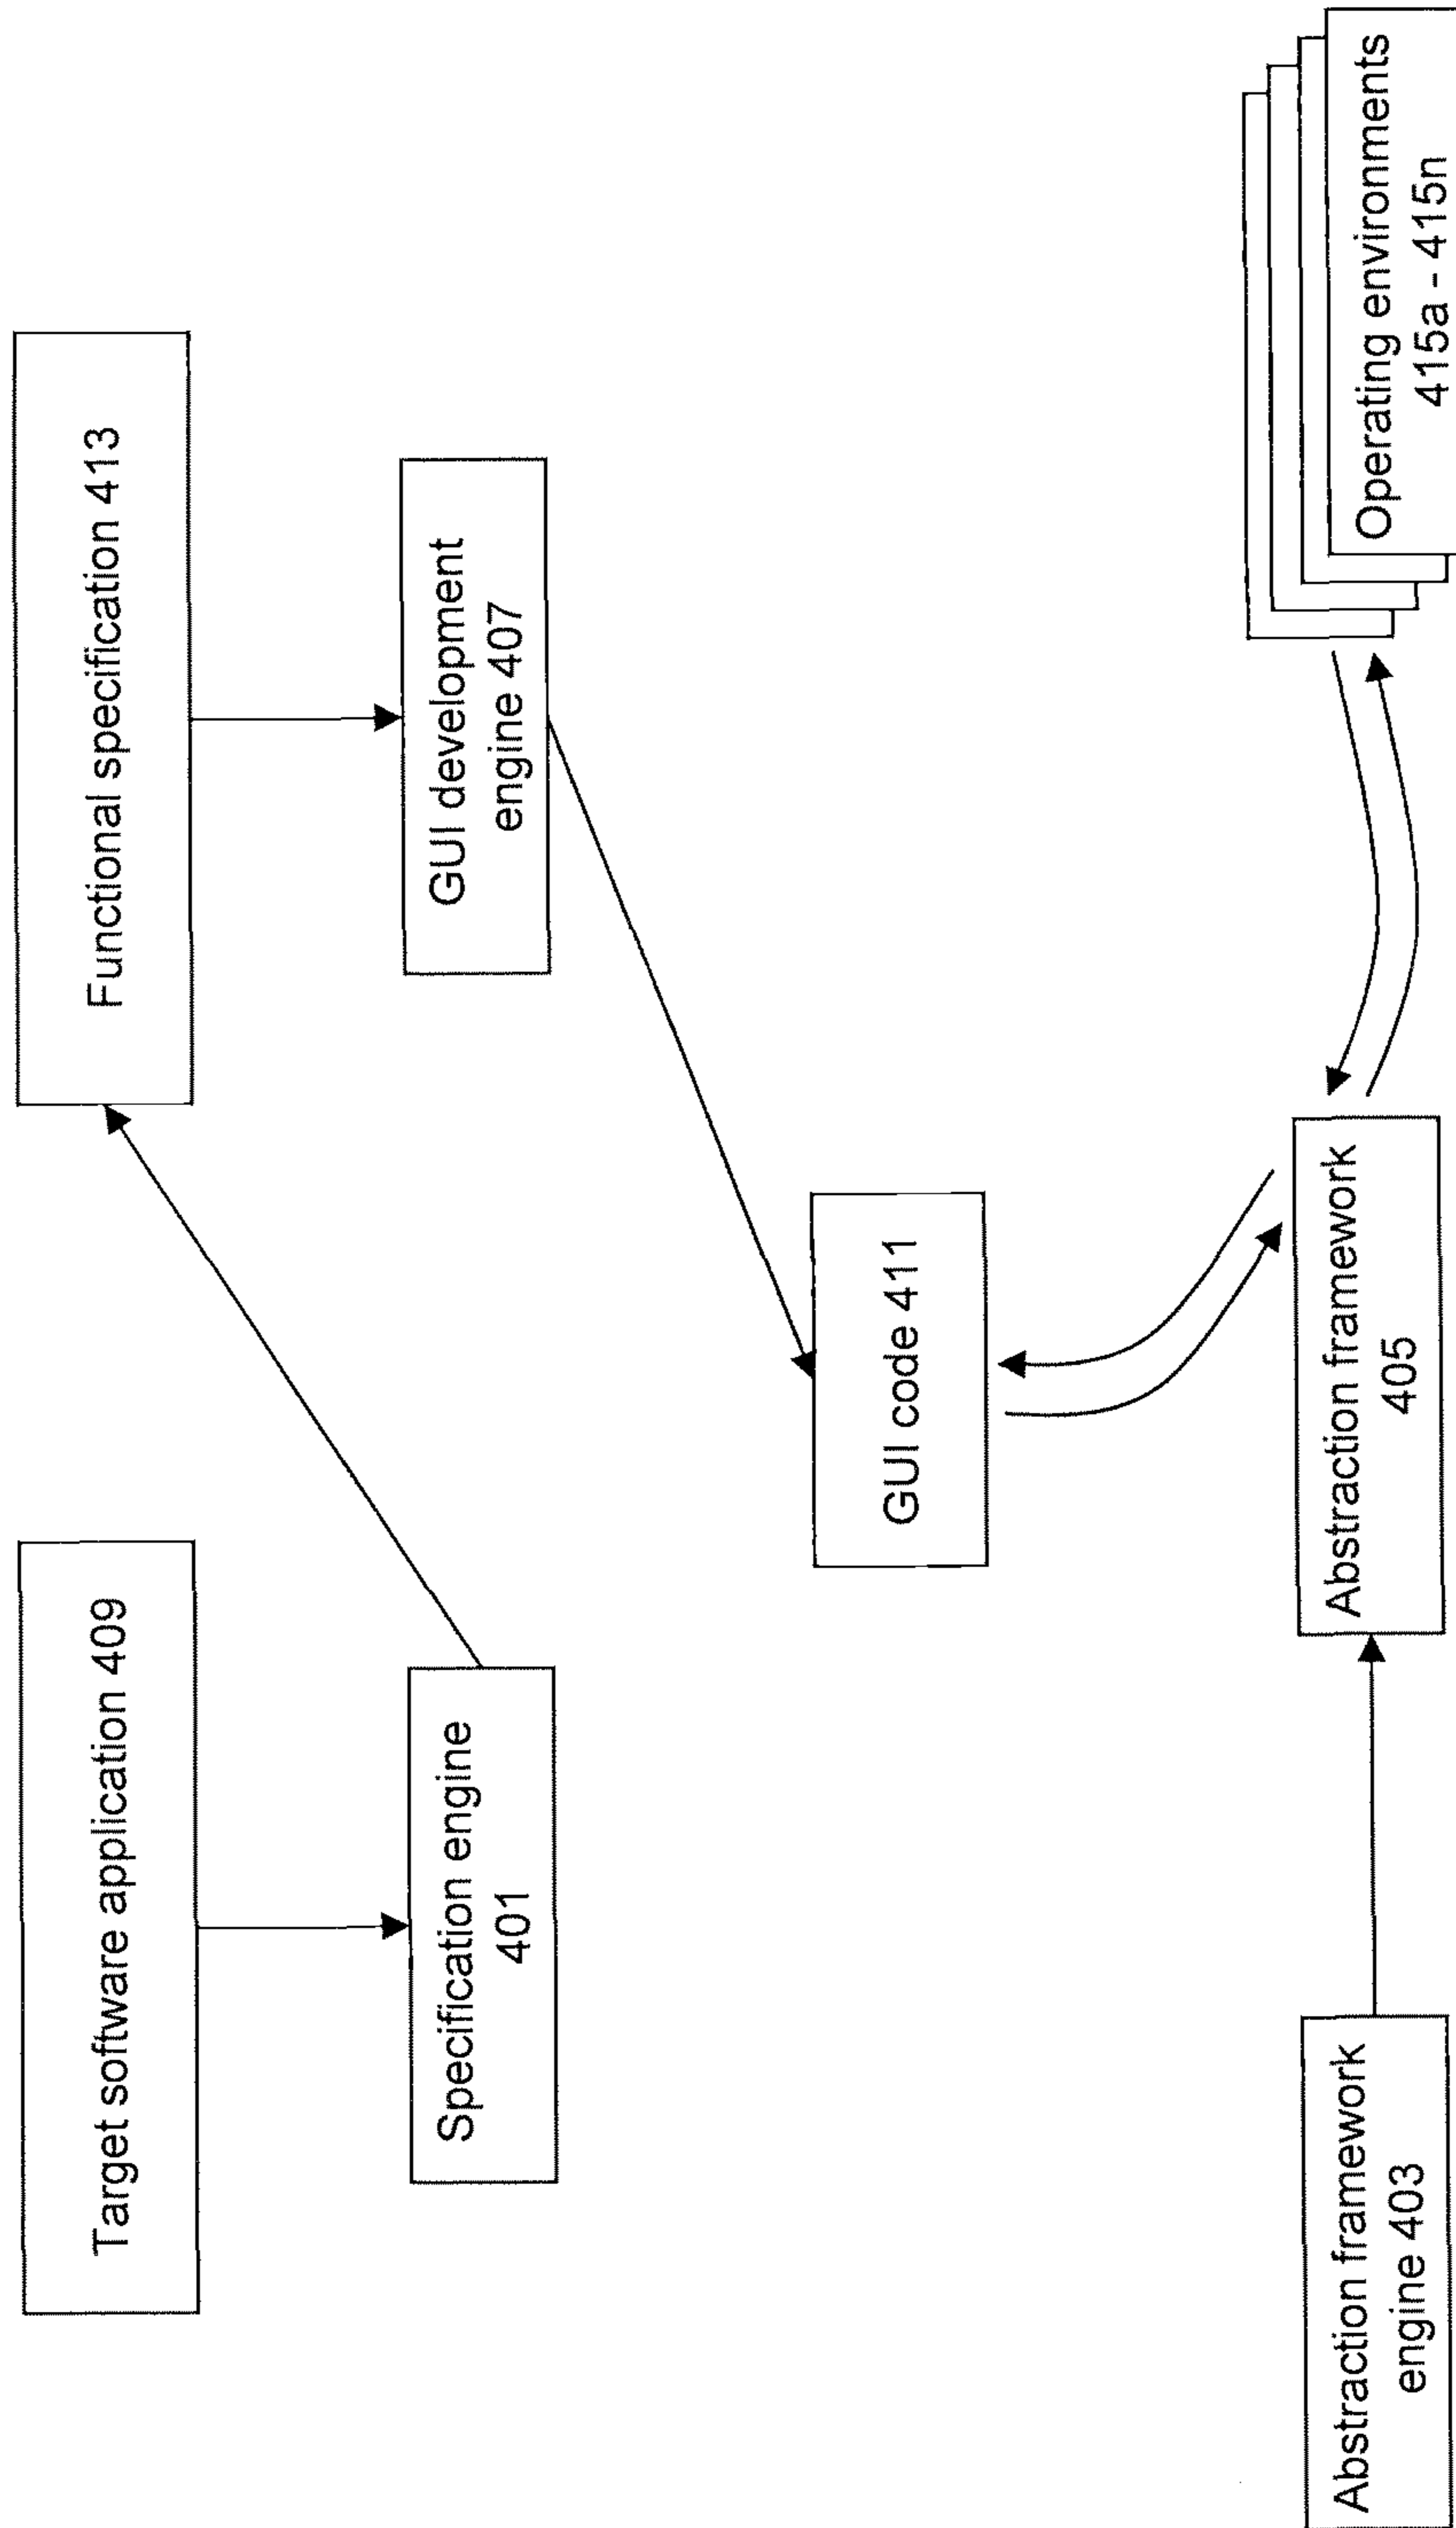 Target software application 409
Functional specification 413
Specification engine
401
GUI development
engine 407
GUI code 411
Abstraction framework
engine 403
Abstraction framework
405
Operating environments
415a - 415n